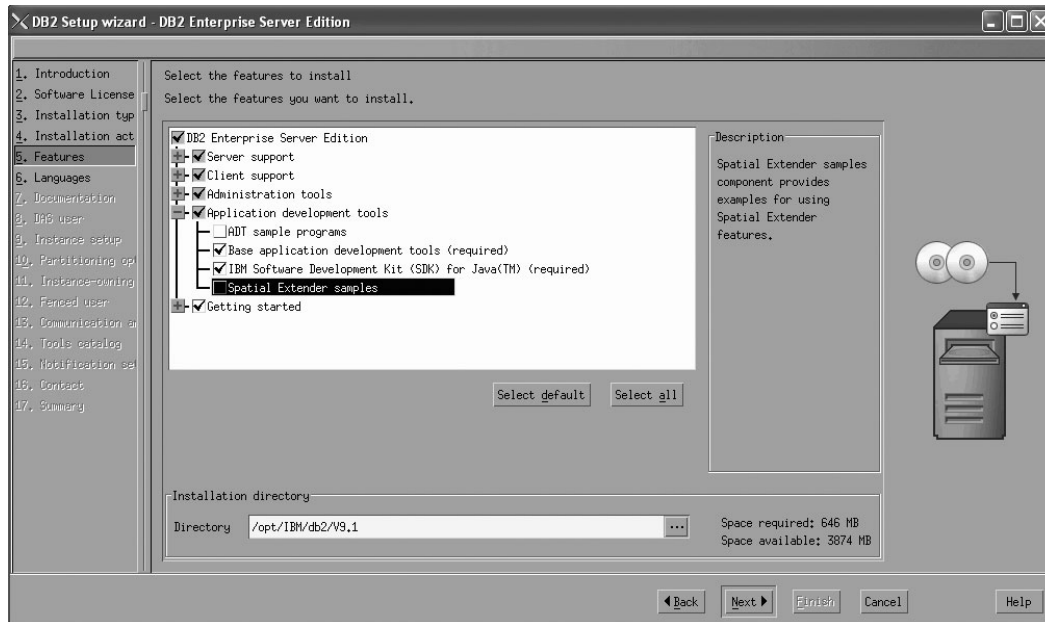 DB2 Setup wizard - DB2 Enterprise Server Edition
1. Introduction
2. Software License
3. Installation typ
4. Installation act
5. Features
6. Languages
7. Documentation
8. DAS user
9. Instance setup
10. Partitioning op
11. Instance-owning
12. Fenced user
13. Communication an
14. Tools catalog
15. Notification se
16. Contact
17. Summary
Select the features to install
Select the features you want to install.
DB2 Enterprise Server Edition
Server support
Client support
Administration tools
Application development tools
ADT sample programs
Base application development tools (required)
IBM Software Development Kit (SDK) for Java(TM) (required)
Spatial Extender samples
Getting started
Select default
Select all
Description
Spatial Extender samples
component provides
examples for using
Spatial Extender
features.
Installation directory
Directory /opt/IBM/db2/V9.1 ...
Space required: 646 MB
Space available: 3874 MB
Back Next Finish Cancel Help